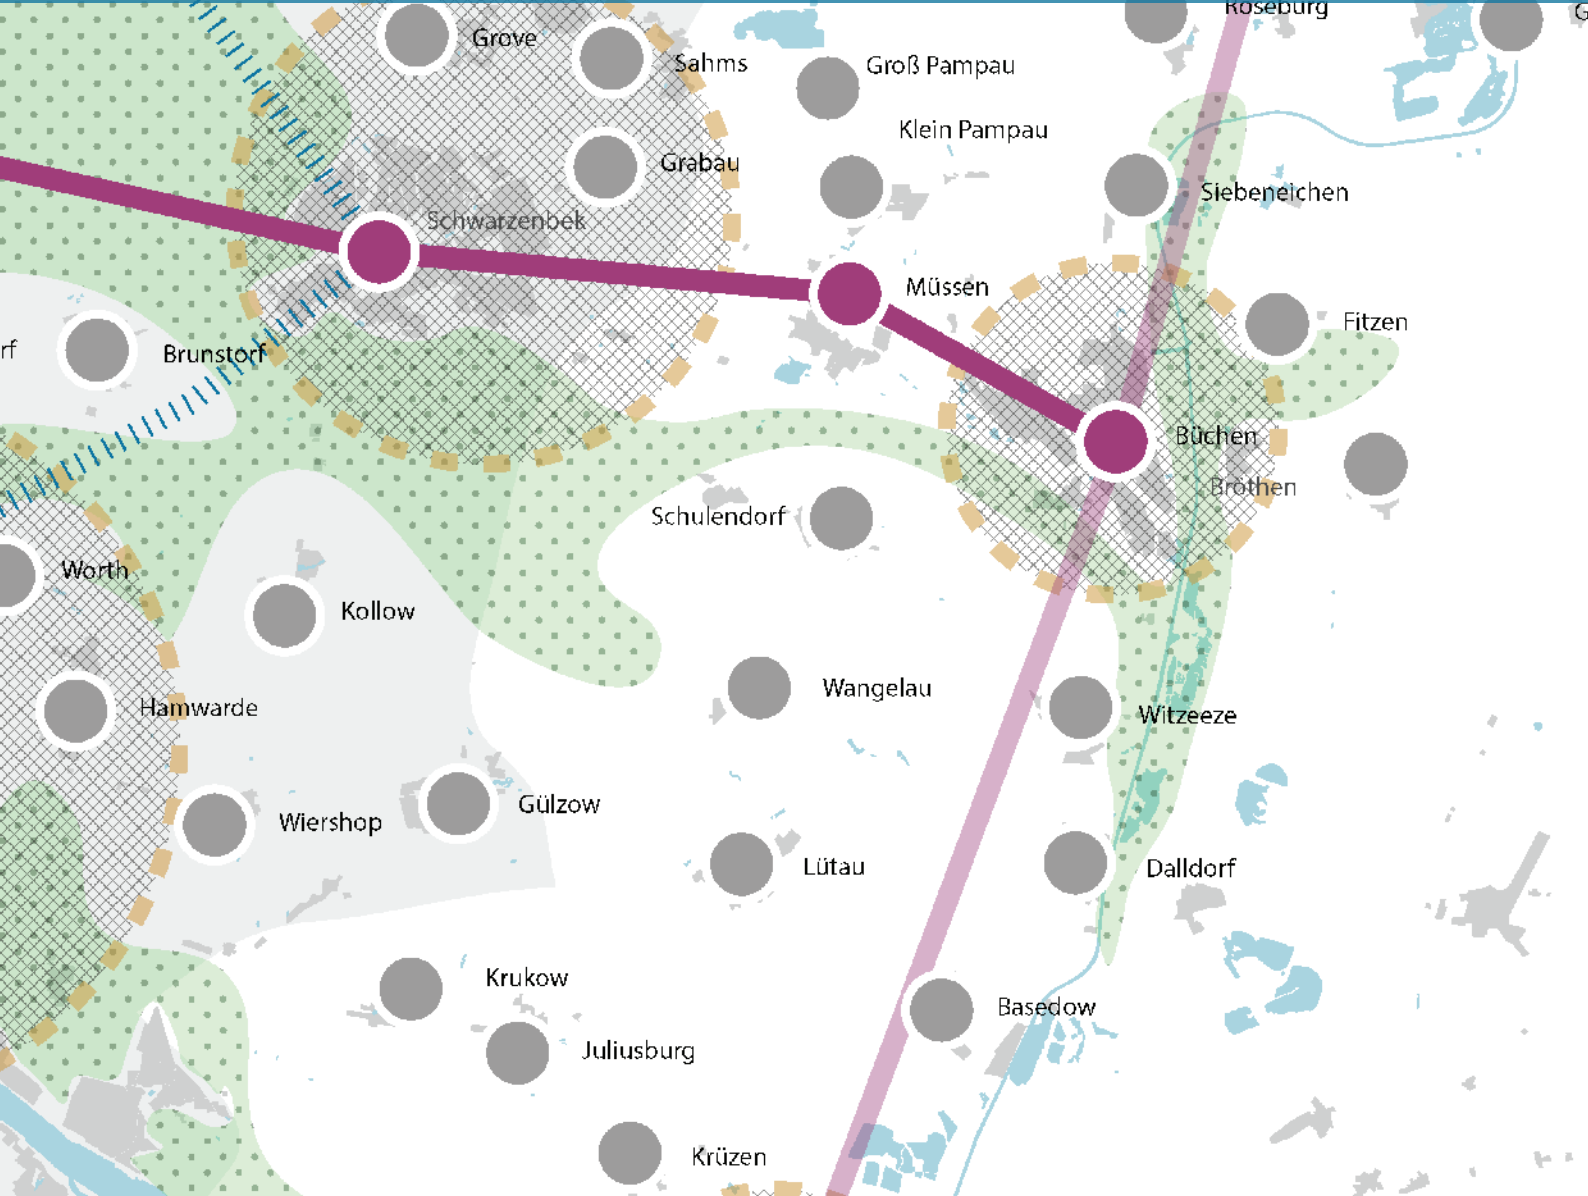 Roseburg
G
Grove
Sahms
Groß Pampau
Klein Pampau
Grabau
Siebeneichen
Schwarzenbek
Müssen
Fitzen
rf
Brunstorf
Büchen
Bröthen
Schulendorf
Worth
Kollow
Wangelau
Hamwarde
Witzeeze
Gülzow
Wiershop
Lütau
Dalldorf
Krukow
Basedow
Juliusburg
Krüzen